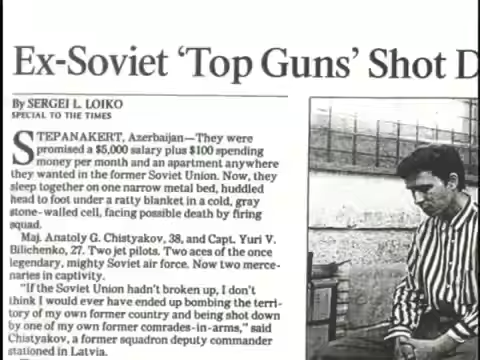 Ex-Soviet ‘Top Guns’ Shot D
By SERGEI L. LOIKO
SPECIAL TO THE TIMES
STEPANAKERT, Azerbaijan—They were
promised a $5,000 salary plus $100 spending
money per month and an apartment anywhere
they wanted in the former Soviet Union. Now, they
sleep together on one narrow metal bed, huddled
head to foot under a ratty blanket in a cold, gray
stone-walled cell, facing possible death by firing
squad.
Maj. Anatoly G. Chistyakov, 38, and Capt. Yuri V.
Bilichenko, 27. Two jet pilots. Two aces of the once
legendary, mighty Soviet air force. Now two merce-
naries in captivity.
“If the Soviet Union hadn't broken up, I don't
think I would ever have ended up bombing the terri-
tory of my own former country and being shot down
by one of my own former comrades-in-arms,” said
Chistyakov, a former squadron deputy commander
stationed in Latvia.